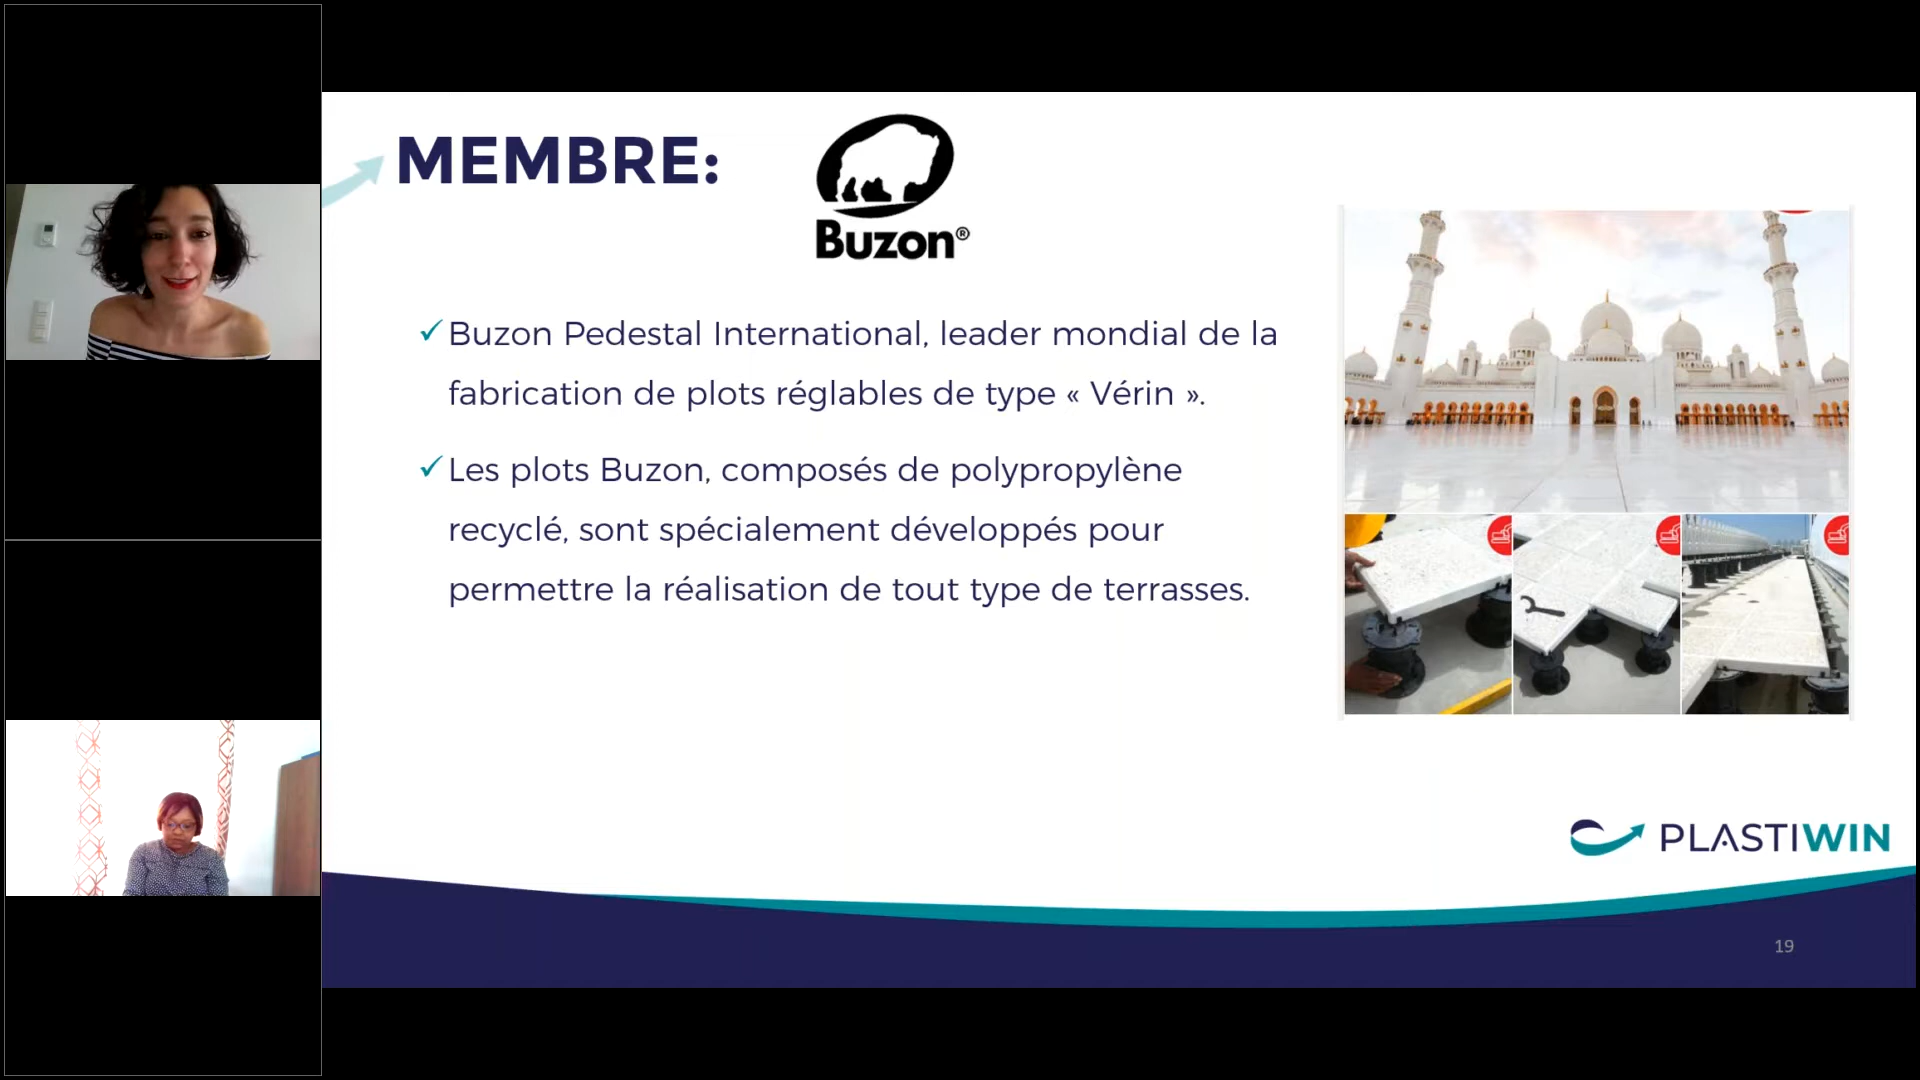 MEMBRE:
Buzon®
Buzon Pedestal International, leader mondial de la
fabrication de plots réglables de type « Vérin ».
Les plots Buzon, composés de polypropylène
recyclé, sont spécialement développés pour
permettre la réalisation de tout type de terrasses.
PLASTIWIN
19